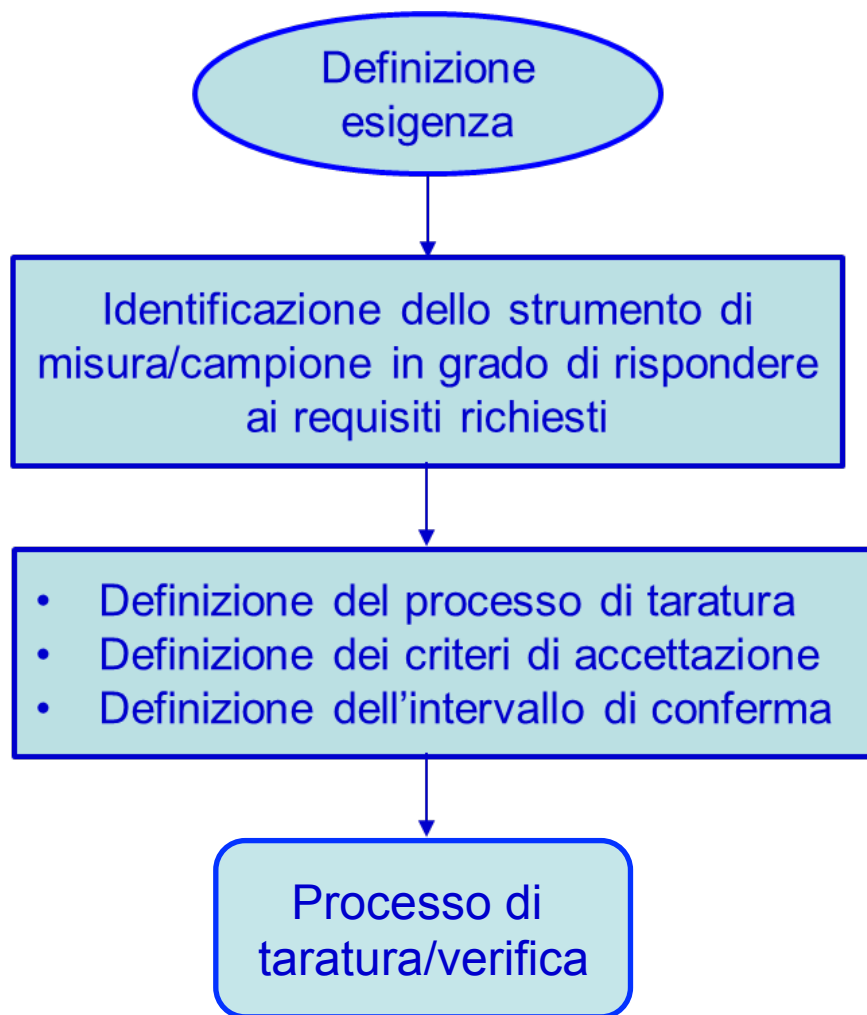 Definizione
esigenza
Identificazione dello strumento di
misura/campione in grado di rispondere
ai requisiti richiesti
• Definizione del processo di taratura
• Definizione dei criteri di accettazione
• Definizione dell'intervallo di conferma
Processo di
taratura/verifica